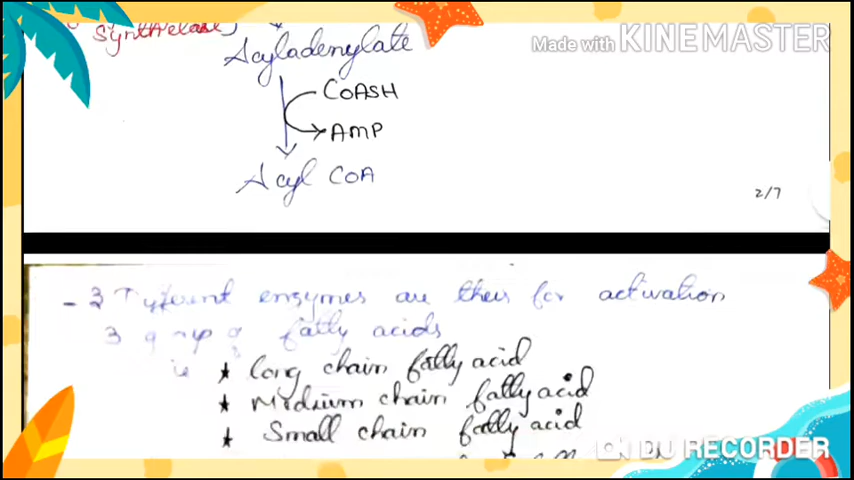 Synthetase)
Made with KINEMASTER
Acyladenylate
CoASH
AMP
Acyl COA
2/7
- 3 different enzymes are their for activation
3 group of fatty acids
ie
★ Long chain fatty acid
★ Medium chain fatty acid
★ Small chain fatty acid
DU RECORDER